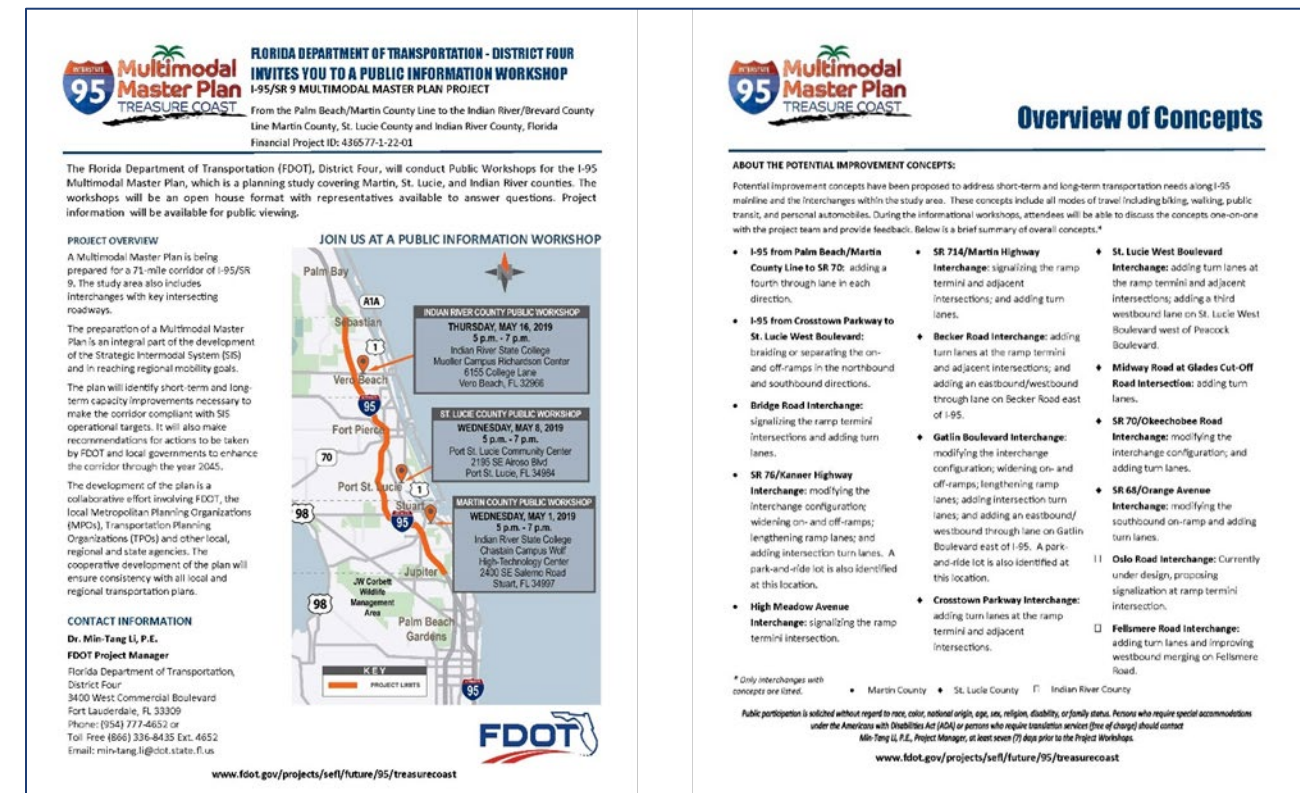 INTERSTATE
95
Multimodal
Master Plan
TREASURE COAST
FLORIDA DEPARTMENT OF TRANSPORTATION - DISTRICT FOUR
INVITES YOU TO A PUBLIC INFORMATION WORKSHOP
I-95/SR 9 MULTIMODAL MASTER PLAN PROJECT
From the Palm Beach/Martin County Line to the Indian River/Brevard County
Line Martin County, St. Lucie County and Indian River County, Florida
Financial Project ID: 436577-1-22-01
The Florida Department of Transportation (FDOT), District Four, will conduct Public Workshops for the I-95
Multimodal Master Plan, which is a planning study covering Martin, St. Lucie, and Indian River counties. The
workshops will be an open house format with representatives available to answer questions. Project
information will be available for public viewing.
PROJECT OVERVIEW
A Multimodal Master Plan is being
prepared for a 71-mile corridor of I-95/SR
9. The study area also includes
interchanges with key intersecting
roadways.
The preparation of a Multimodal Master
Plan is an integral part of the development
of the Strategic Intermodal System (SIS)
and in reaching regional mobility goals.
The plan will identify short-term and long-
term capacity improvements necessary to
make the corridor compliant with SIS
operational targets. It will also make
recommendations for actions to be taken
by FDOT and local governments to enhance
the corridor through the year 2045.
The development of the plan is a
collaborative effort involving FDOT, the
local Metropolitan Planning Organizations
(MPOs), Transportation Planning
Organizations (TPOs) and other local,
regional and state agencies. The
cooperative development of the plan will
ensure consistency with all local and
regional transportation plans.
CONTACT INFORMATION
Dr. Min-Tang Li, P.E.
FDOT Project Manager
Florida Department of Transportation,
District Four
3400 West Commercial Boulevard
Fort Lauderdale, FL 33309
Phone: (954) 777-4652 or
Toll Free (866) 336-8435 Ext. 4652
Email: min-tang.li@dot.state.fl.us
JOIN US AT A PUBLIC INFORMATION WORKSHOP
Palm Bay
A1A
Sebastian
1
INDIAN RIVER COUNTY PUBLIC WORKSHOP
THURSDAY, MAY 16, 2019
5 p.m. - 7 p.m.
Indian River State College
Mueller Campus Richardson Center
6155 College Lane
Vero Beach, FL 32966
Vero Beach
95
ST. LUCIE COUNTY PUBLIC WORKSHOP
WEDNESDAY, MAY 8, 2019
5 p.m. - 7 p.m.
Port St. Lucie Community Center
2195 SE Airoso Blvd
Port St. Lucie, FL 34984
Fort Pierce
70
Port St. Lucie
1
Stuart
MARTIN COUNTY PUBLIC WORKSHOP
WEDNESDAY, MAY 1, 2019
5 p.m. - 7 p.m.
Indian River State College
Chastain Campus Wolf
High-Technology Center
2400 SE Salerno Road
Stuart, FL 34997
98
95
Jupiter
JW Corbett
Wildlife
Management
Area
98
Palm Beach
Gardens
KEY
PROJECT LIMITS
95
FDOT
www.fdot.gov/projects/sefl/future/95/treasurecoast
INTERSTATE
95
Multimodal
Master Plan
TREASURE COAST
Overview of Concepts
ABOUT THE POTENTIAL IMPROVEMENT CONCEPTS:
Potential improvement concepts have been proposed to address short-term and long-term transportation needs along I-95
mainline and the interchanges within the study area. These concepts include all modes of travel including biking, walking, public
transit, and personal automobiles. During the informational workshops, attendees will be able to discuss the concepts one-on-one
with the project team and provide feedback. Below is a brief summary of overall concepts.*
• I-95 from Palm Beach/Martin
County Line to SR 70: adding a
fourth through lane in each
direction.
• I-95 from Crosstown Parkway to
St. Lucie West Boulevard:
braiding or separating the on-
and off-ramps in the northbound
and southbound directions.
• Bridge Road Interchange:
signalizing the ramp termini
intersections and adding turn
lanes.
• SR 76/Kanner Highway
Interchange: modifying the
interchange configuration;
widening on- and off-ramps;
lengthening ramp lanes; and
adding intersection turn lanes. A
park-and-ride lot is also identified
at this location.
• High Meadow Avenue
Interchange: signalizing the ramp
termini intersection.
• SR 714/Martin Highway
Interchange: signalizing the ramp
termini and adjacent
intersections; and adding turn
lanes.
♦ Becker Road Interchange: adding
turn lanes at the ramp termini
and adjacent intersections; and
adding an eastbound/westbound
through lane on Becker Road east
of I-95.
♦ Gatlin Boulevard Interchange:
modifying the interchange
configuration; widening on- and
off-ramps; lengthening ramp
lanes; adding intersection turn
lanes; and adding an eastbound/
westbound through lane on Gatlin
Boulevard east of I-95. A park-
and-ride lot is also identified at
this location.
♦ Crosstown Parkway Interchange:
adding turn lanes at the ramp
termini and adjacent
intersections.
♦ St. Lucie West Boulevard
Interchange: adding turn lanes at
the ramp termini and adjacent
intersections; adding a third
westbound lane on St. Lucie West
Boulevard west of Peacock
Boulevard.
♦ Midway Road at Glades Cut-Off
Road Intersection: adding turn
lanes.
♦ SR 70/Okeechobee Road
Interchange: modifying the
interchange configuration; and
adding turn lanes.
♦ SR 68/Orange Avenue
Interchange: modifying the
southbound on-ramp and adding
turn lanes.
Oslo Road Interchange: Currently
under design, proposing
signalization at ramp termini
intersection.
□ Fellsmere Road Interchange:
adding turn lanes and improving
westbound merging on Fellsmere
Road.
* Only interchanges with
concepts are listed.
• Martin County ♦ St. Lucie County □ Indian River County
Public participation is solicited without regard to race, color, national origin, age, sex, religion, disability, or family status. Persons who require special accommodations
under the Americans with Disabilities Act (ADA) or persons who require translation services (free of charge) should contact
Min-Tang Li, P.E., Project Manager, at least seven (7) days prior to the Project Workshops.
www.fdot.gov/projects/sefl/future/95/treasurecoast